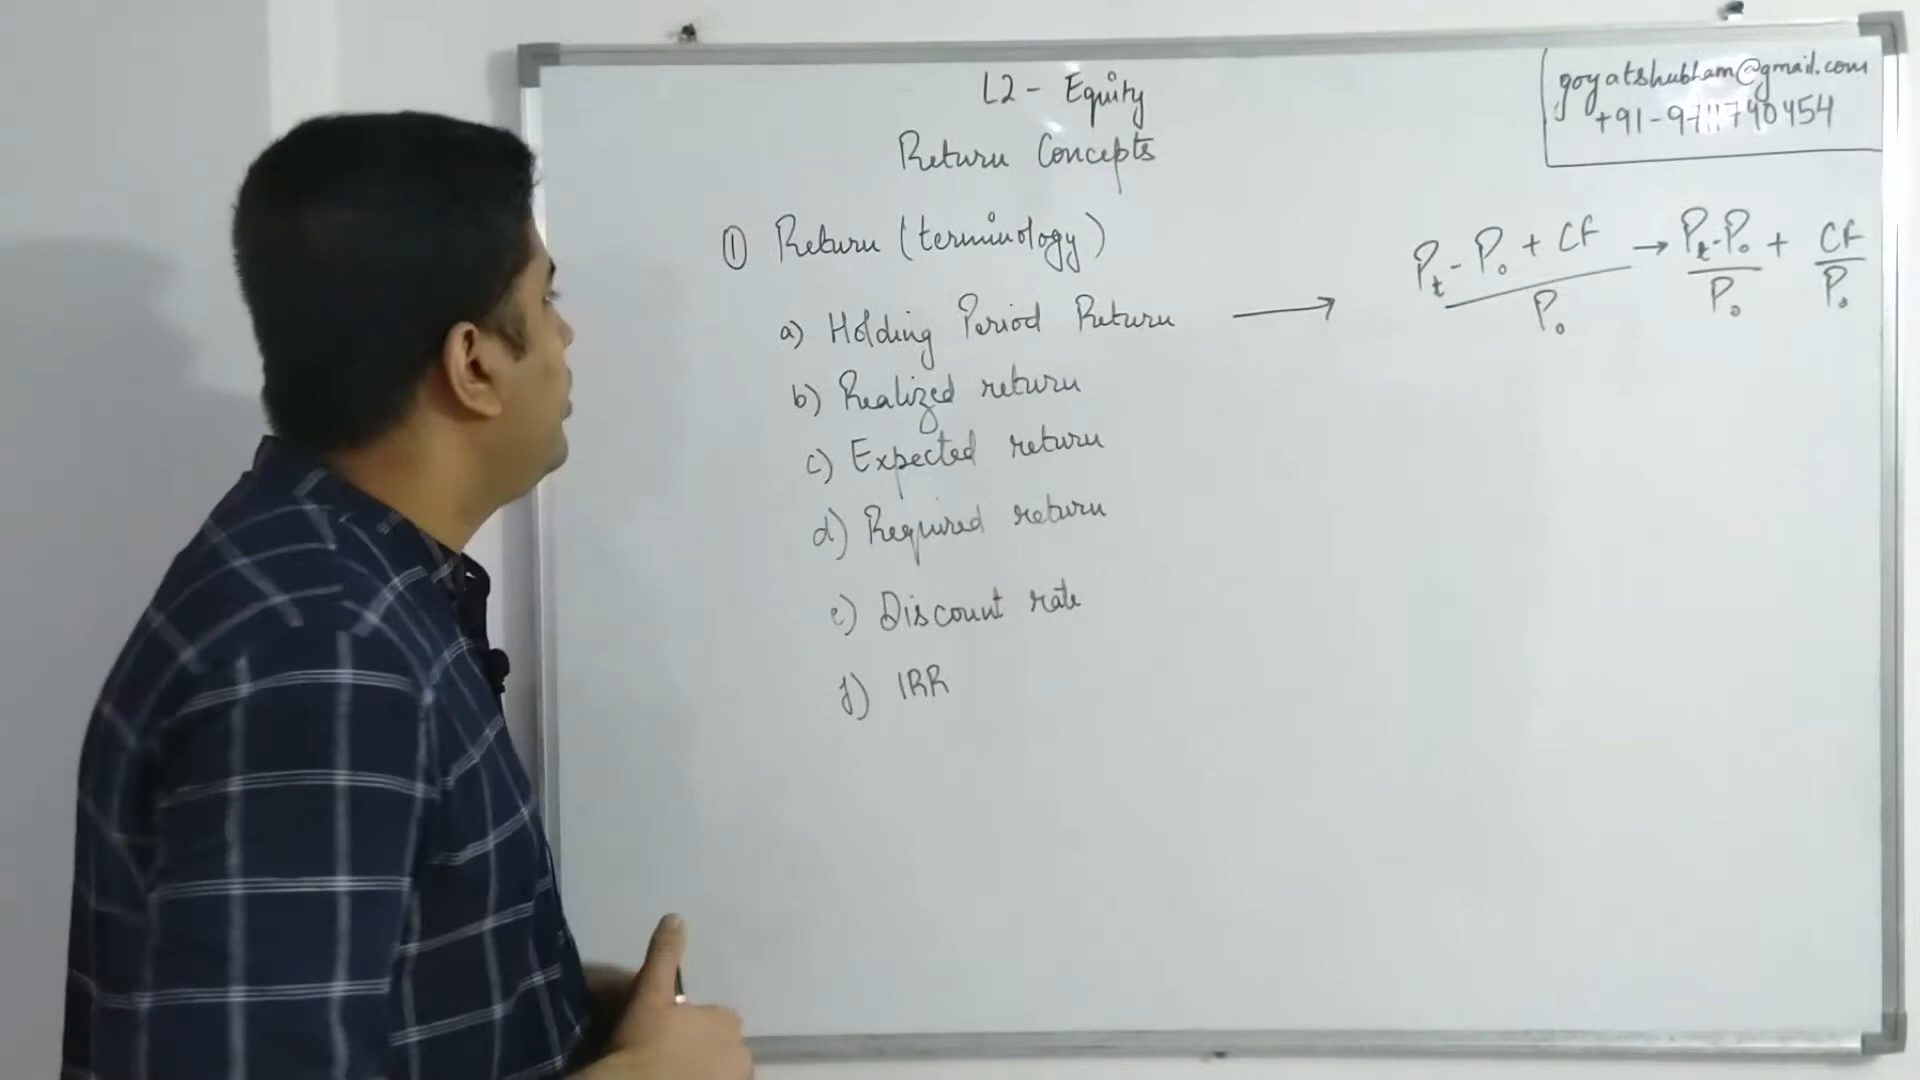 L2 - Equity
Return Concepts
goyatshubham@gmail.com
+91-9711740454
① Return (terminology)
a) Holding Period Return → (Pt - P0 + CF) / P0 → (Pt - P0) / P0 + CF / P0
b) Realized return
c) Expected return
d) Required return
e) Discount rate
f) IRR